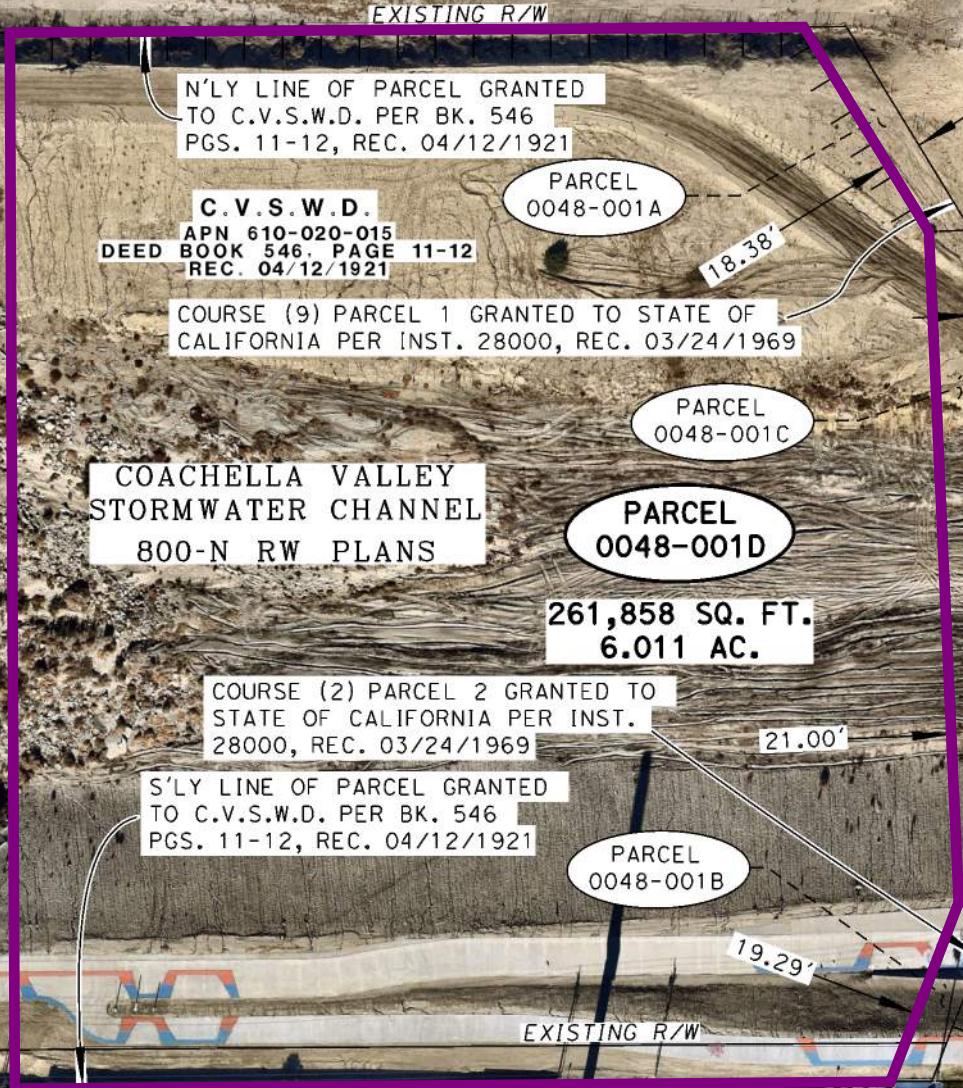 EXISTING R/W
N'LY LINE OF PARCEL GRANTED
TO C.V.S.W.D. PER BK. 546
PGS. 11-12, REC. 04/12/1921
PARCEL
0048-001A
C.V.S.W.D.
APN 610-020-015
DEED BOOK 546, PAGE 11-12
REC. 04/12/1921
18.38'
COURSE (9) PARCEL 1 GRANTED TO STATE OF
CALIFORNIA PER INST. 28000, REC. 03/24/1969
PARCEL
0048-001C
COACHELLA VALLEY
STORMWATER CHANNEL
800-N RW PLANS
PARCEL
0048-001D
261,858 SQ. FT.
6.011 AC.
COURSE (2) PARCEL 2 GRANTED TO
STATE OF CALIFORNIA PER INST.
28000, REC. 03/24/1969
21.00'
S'LY LINE OF PARCEL GRANTED
TO C.V.S.W.D. PER BK. 546
PGS. 11-12, REC. 04/12/1921
PARCEL
0048-001B
19.29'
EXISTING R/W